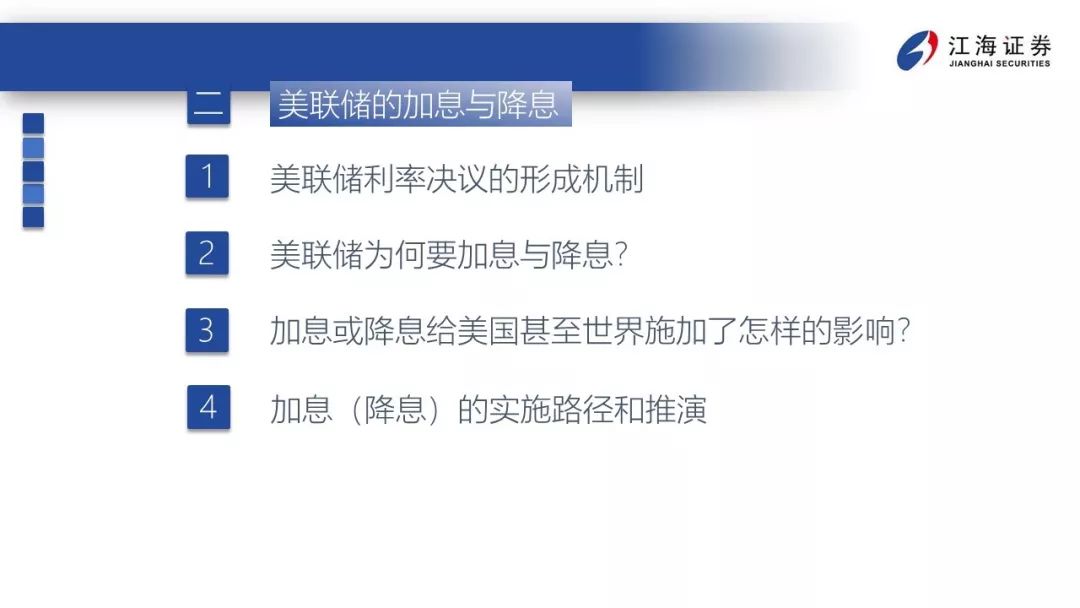 江海证券
JIANGHAI SECURITIES
二 美联储的加息与降息
1 美联储利率决议的形成机制
2 美联储为何要加息与降息？
3 加息或降息给美国甚至世界施加了怎样的影响？
4 加息（降息）的实施路径和推演